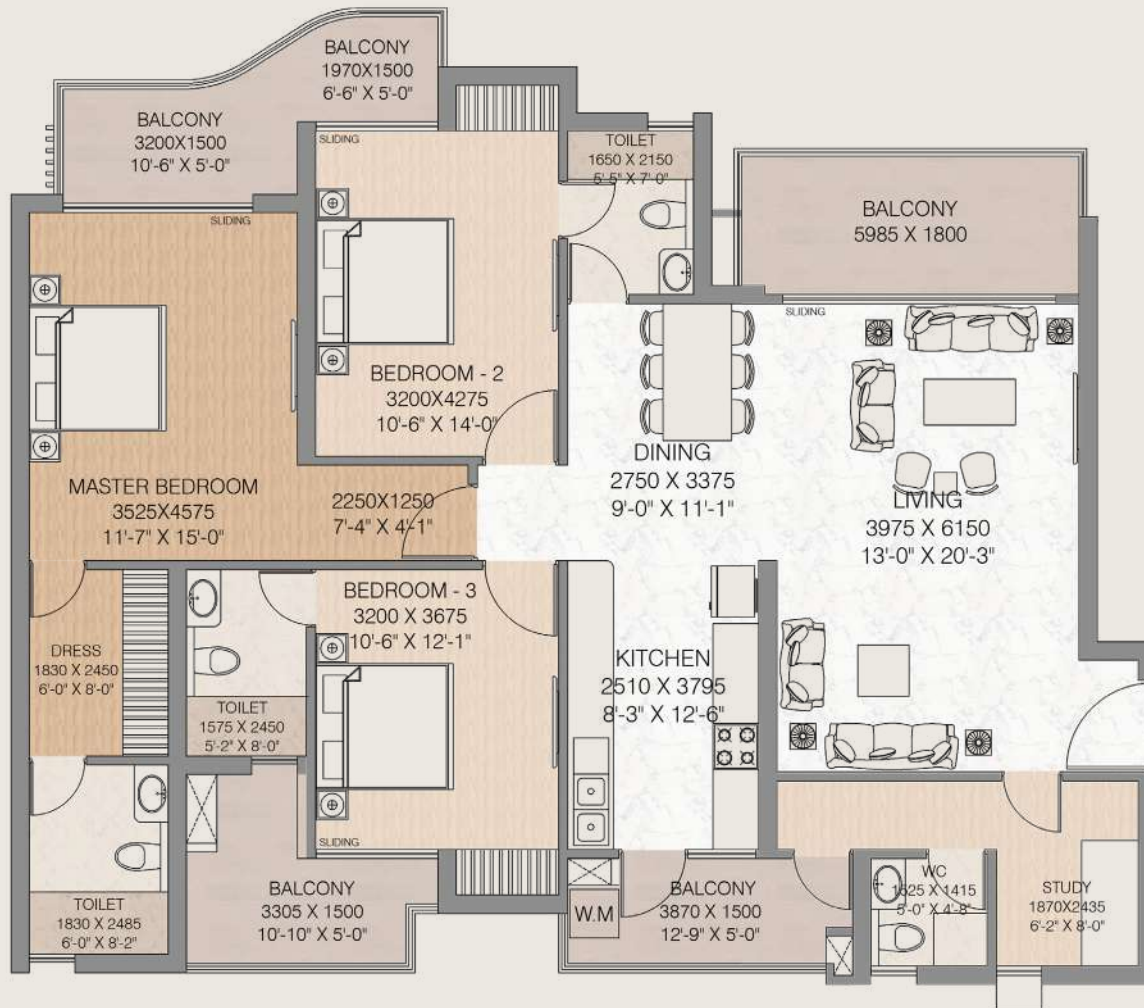 BALCONY
1970X1500
6'-6" X 5'-0"
BALCONY
3200X1500
10'-6" X 5'-0"
SLIDING
TOILET
1650 X 2150
5'-5" X 7'-0"
BALCONY
5985 X 1800
SLIDING
SLIDING
BEDROOM - 2
3200X4275
10'-6" X 14'-0"
DINING
2750 X 3375
9'-0" X 11'-1"
LIVING
3975 X 6150
13'-0" X 20'-3"
MASTER BEDROOM
3525X4575
11'-7" X 15'-0"
2250X1250
7'-4" X 4'-1"
BEDROOM - 3
3200 X 3675
10'-6" X 12'-1"
DRESS
1830 X 2450
6'-0" X 8'-0"
TOILET
1575 X 2450
5'-2" X 8'-0"
KITCHEN
2510 X 3795
8'-3" X 12'-6"
SLIDING
BALCONY
3305 X 1500
10'-10" X 5'-0"
TOILET
1830 X 2485
6'-0" X 8'-2"
W.M
BALCONY
3870 X 1500
12'-9" X 5'-0"
WC
1525 X 1415
5'-0" X 4'-8"
STUDY
1870X2435
6'-2" X 8'-0"